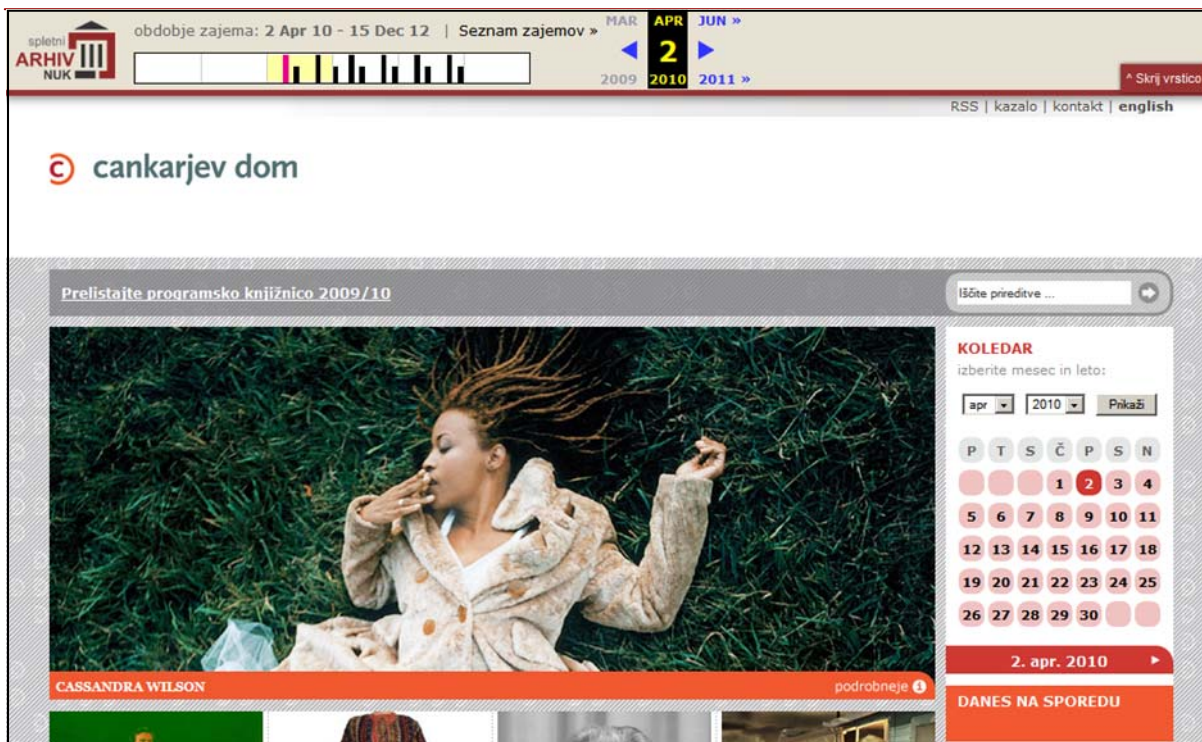 spletni
ARHIV
NUK
obdobje zajema: 2 Apr 10 - 15 Dec 12 | Seznam zajemov »
MAR APR JUN »
2
2009 2010 2011 »
^ Skrij vrstico
RSS | kazalo | kontakt | english
c cankarjev dom
Prelistajte programsko knjižnico 2009/10
Iščite prireditve ...
KOLEDAR
izberite mesec in leto:
apr 2010 Prikaži
P T S Č P S N
1 2 3 4
5 6 7 8 9 10 11
12 13 14 15 16 17 18
19 20 21 22 23 24 25
26 27 28 29 30
2. apr. 2010
CASSANDRA WILSON
podrobneje i
DANES NA SPOREDU